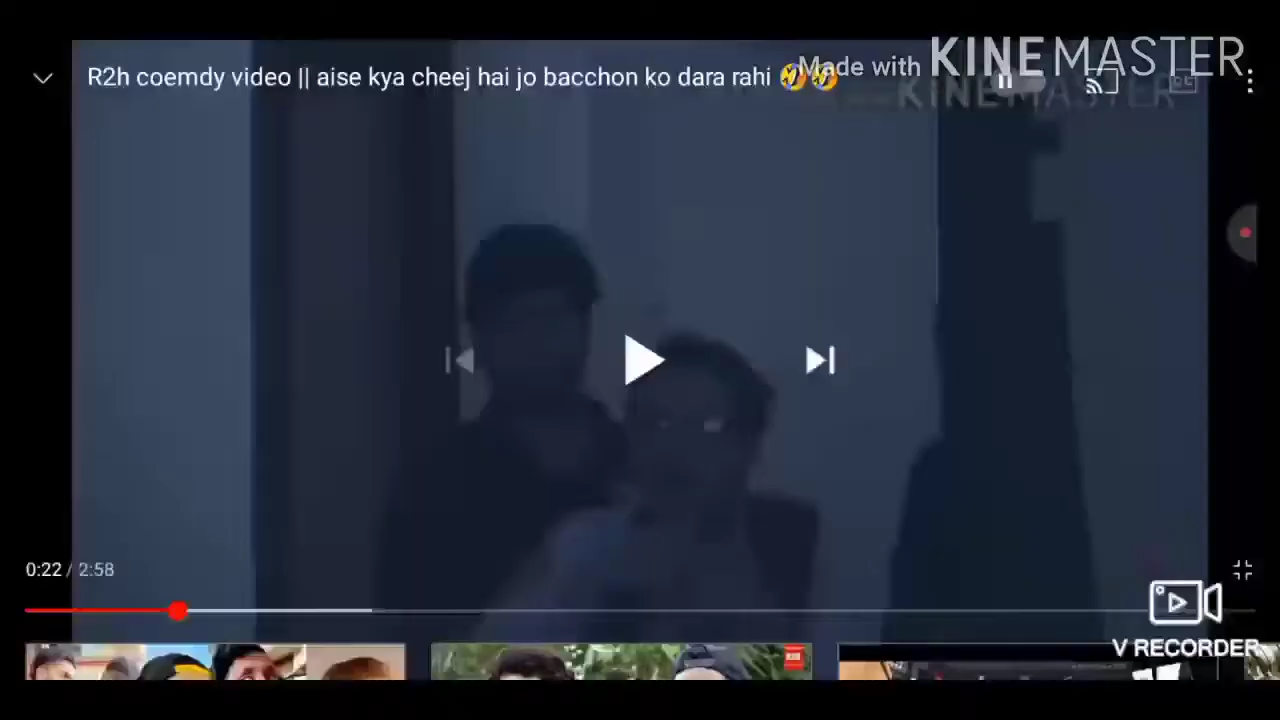 R2h coemdy video || aise kya cheej hai jo bacchon ko dara rahi 🤣🤣
Made with KINEMASTER
KINEMASTER
0:22 / 2:58
V RECORDER